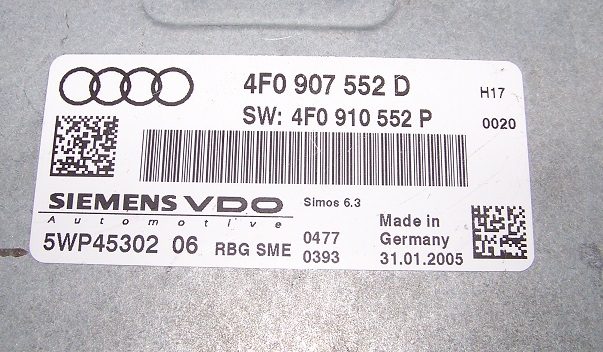 4F0 907 552 D
H17
SW: 4F0 910 552 P
0020
SIEMENS VDO
Automotive
Simos 6.3
5WP45302 06
RBG SME
0477
0393
Made in
Germany
31.01.2005